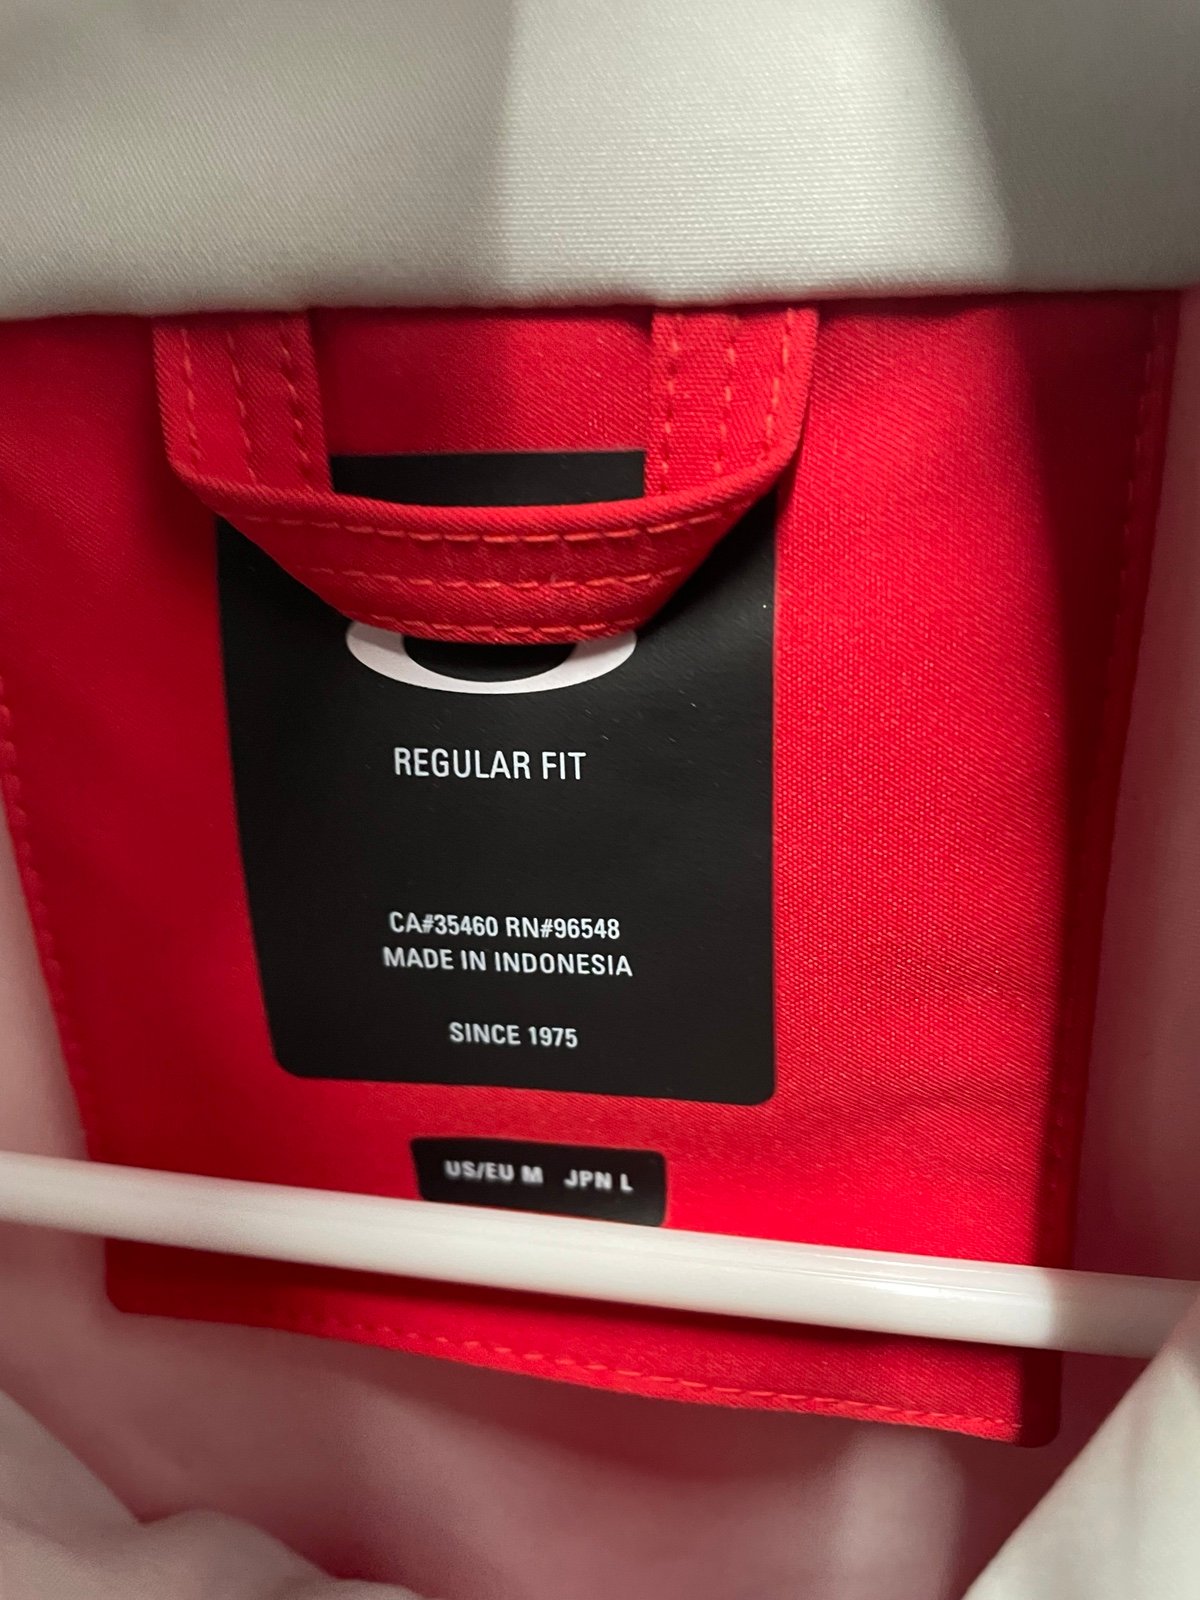 REGULAR FIT
CA#35460 RN#96548
MADE IN INDONESIA
SINCE 1975
US/EU M JPN L